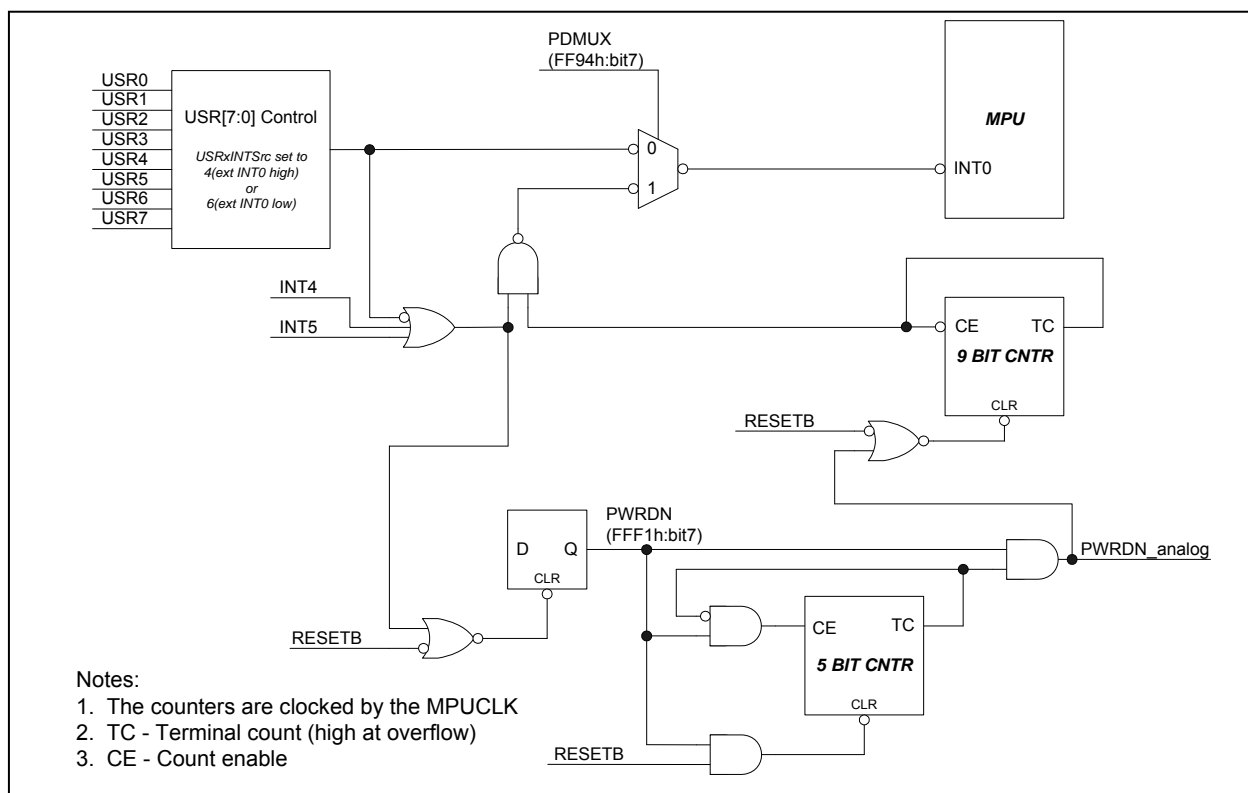 PDMUX
(FF94h:bit7)
USR0
USR1
USR2
USR3
USR4
USR5
USR6
USR7
USR[7:0] Control
USRxINTSrc set to
4(ext INT0 high)
or
6(ext INT0 low)
0
1
MPU
INT0
INT4
INT5
CE TC
9 BIT CNTR
CLR
RESETB
PWRDN
(FFF1h:bit7)
D Q
CLR
PWRDN_analog
RESETB
CE TC
5 BIT CNTR
CLR
RESETB
Notes:
1. The counters are clocked by the MPUCLK
2. TC - Terminal count (high at overflow)
3. CE - Count enable